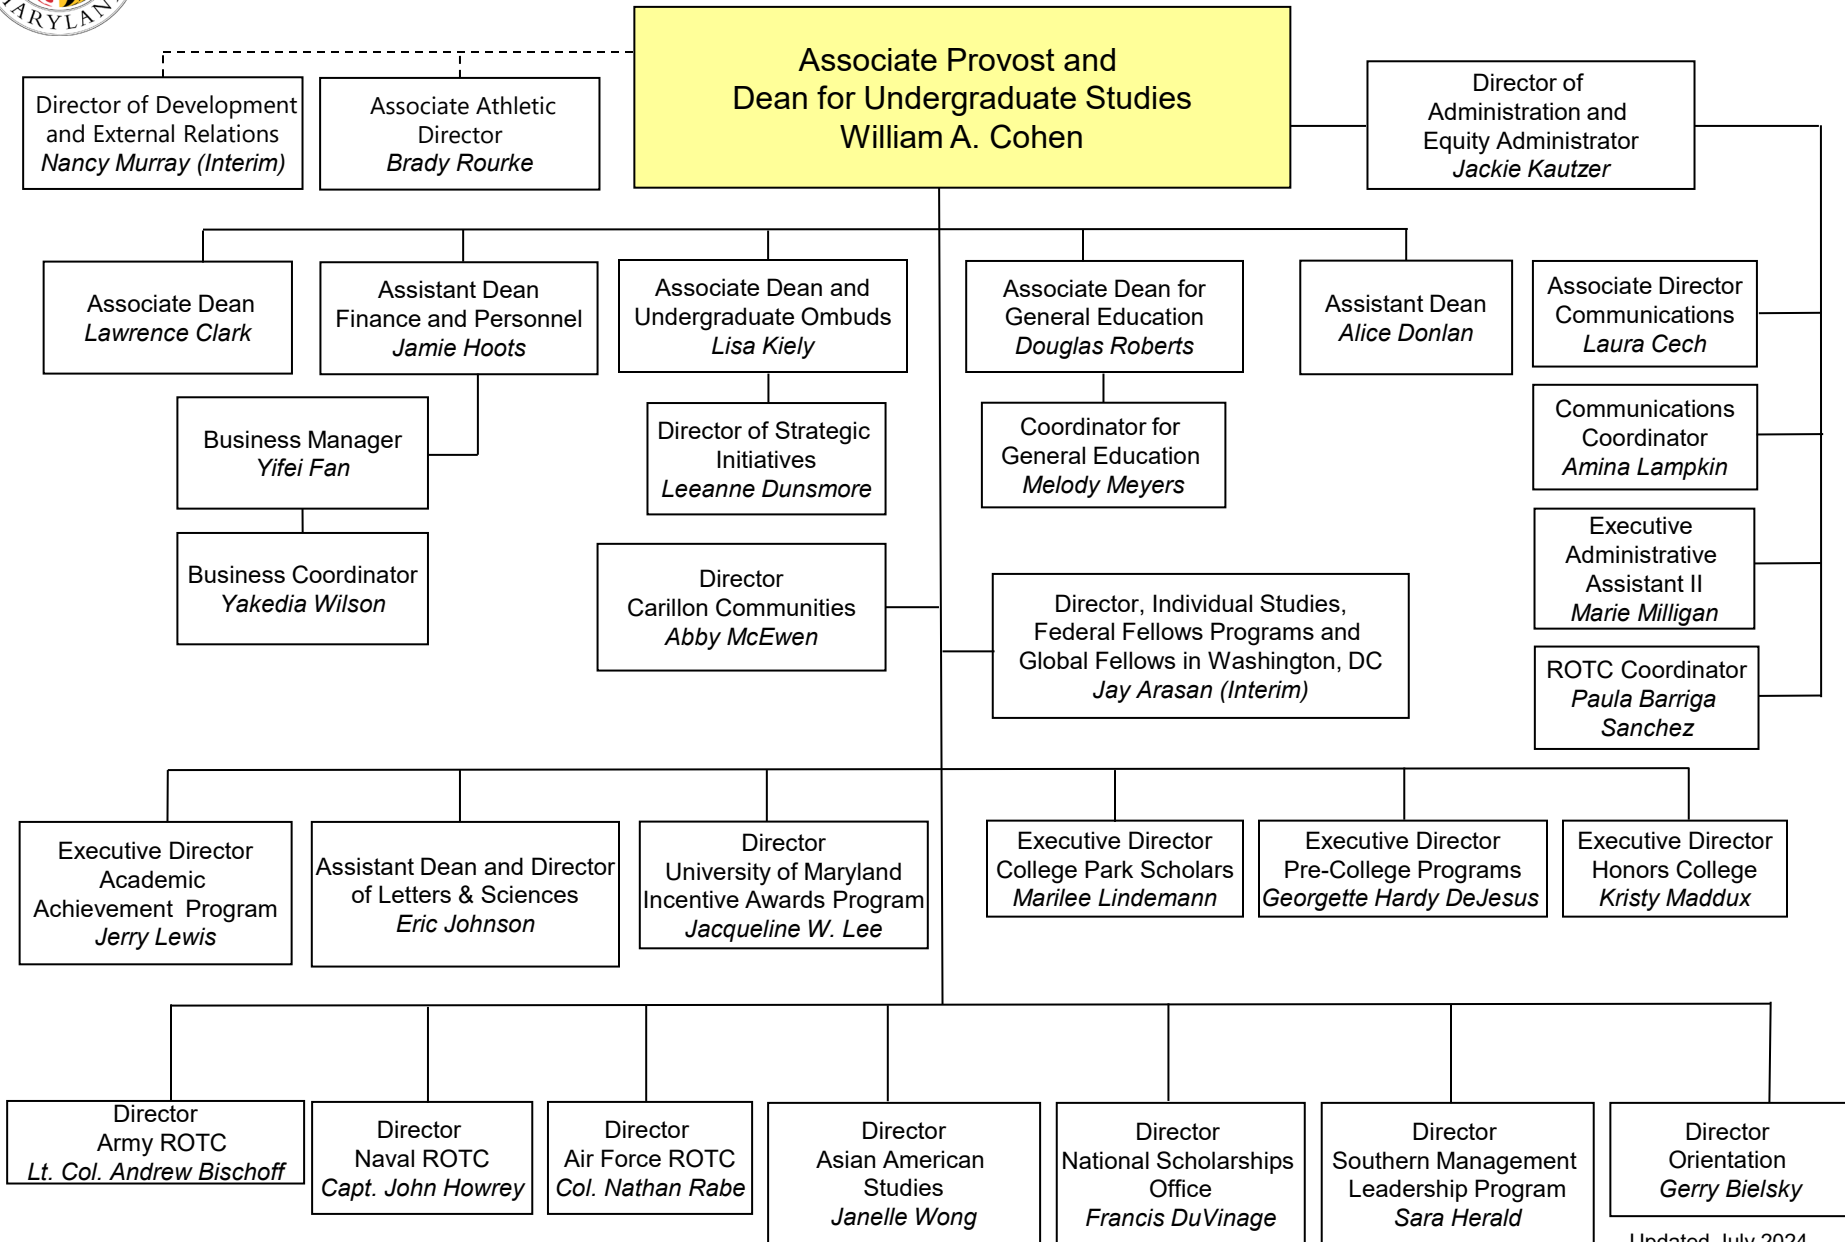 MARYLAN
Associate Provost and
Dean for Undergraduate Studies
William A. Cohen
Director of Development
and External Relations
Nancy Murray (Interim)
Associate Athletic
Director
Brady Rourke
Director of
Administration and
Equity Administrator
Jackie Kautzer
Associate Dean
Lawrence Clark
Assistant Dean
Finance and Personnel
Jamie Hoots
Associate Dean and
Undergraduate Ombuds
Lisa Kiely
Associate Dean for
General Education
Douglas Roberts
Assistant Dean
Alice Donlan
Associate Director
Communications
Laura Cech
Business Manager
Yifei Fan
Director of Strategic
Initiatives
Leeanne Dunsmore
Coordinator for
General Education
Melody Meyers
Communications
Coordinator
Amina Lampkin
Business Coordinator
Yakedia Wilson
Director
Carillon Communities
Abby McEwen
Director, Individual Studies,
Federal Fellows Programs and
Global Fellows in Washington, DC
Jay Arasan (Interim)
Executive
Administrative
Assistant II
Marie Milligan
ROTC Coordinator
Paula Barriga
Sanchez
Executive Director
Academic
Achievement Program
Jerry Lewis
Assistant Dean and Director
of Letters & Sciences
Eric Johnson
Director
University of Maryland
Incentive Awards Program
Jacqueline W. Lee
Executive Director
College Park Scholars
Marilee Lindemann
Executive Director
Pre-College Programs
Georgette Hardy DeJesus
Executive Director
Honors College
Kristy Maddux
Director
Army ROTC
Lt. Col. Andrew Bischoff
Director
Naval ROTC
Capt. John Howrey
Director
Air Force ROTC
Col. Nathan Rabe
Director
Asian American
Studies
Janelle Wong
Director
National Scholarships
Office
Francis DuVinage
Director
Southern Management
Leadership Program
Sara Herald
Director
Orientation
Gerry Bielsky
Updated July 2024